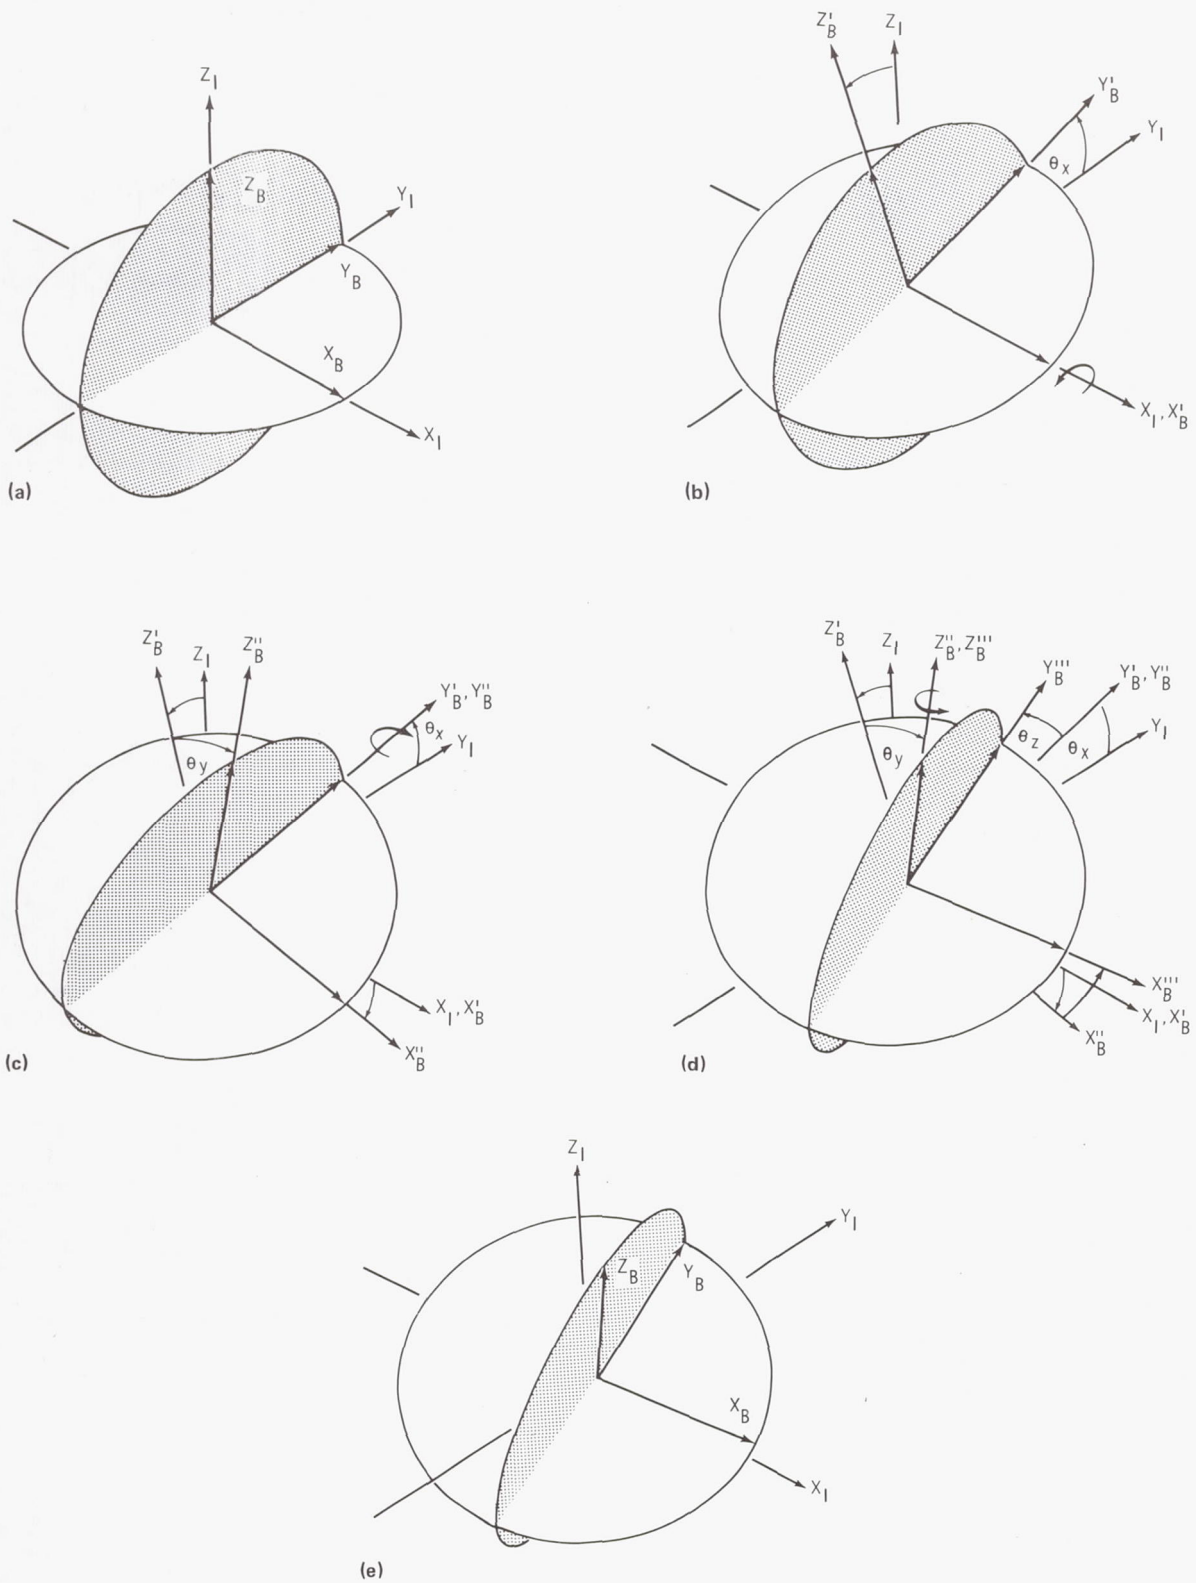 Z_I
Z_B
Y_I
Y_B
X_B
X_I
(a)
Z'_B
Z_I
Y'_B
Y_I
θ_x
X_I, X'_B
(b)
Z'_B
Z_I
Z''_B
Y'_B, Y''_B
θ_x
Y_I
θ_y
X_I, X'_B
X''_B
(c)
Z'_B
Z_I
Z''_B, Z'''_B
Y'''_B
Y'_B, Y''_B
θ_z
θ_x
Y_I
θ_y
X'''_B
X_I, X'_B
X''_B
(d)
Z_I
Y_I
Z_B
Y_B
X_B
X_I
(e)